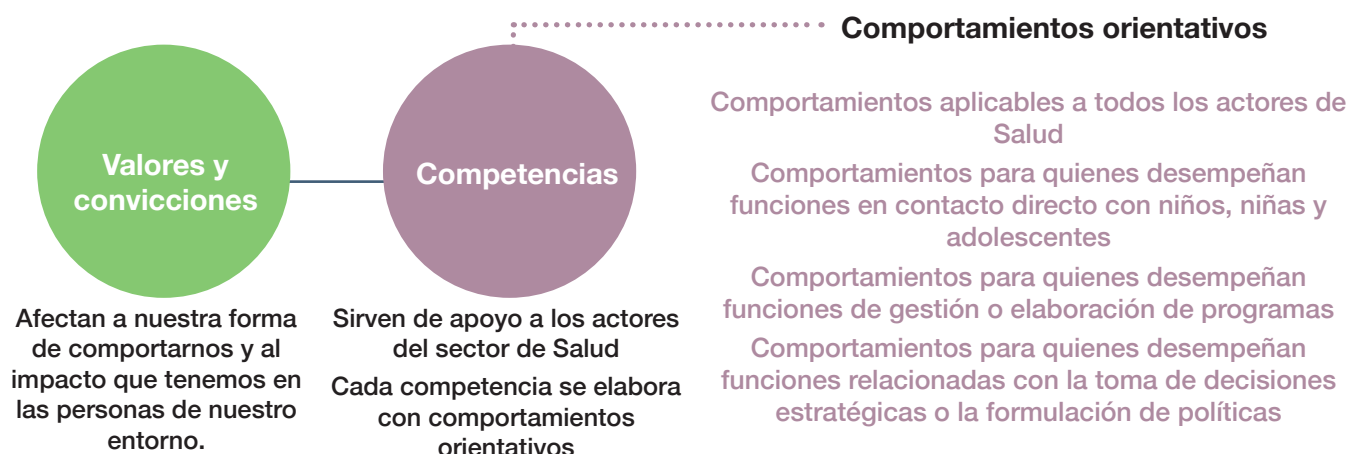 Comportamientos orientativos
Valores y
convicciones
Competencias
Afectan a nuestra forma
de comportarnos y al
impacto que tenemos en
las personas de nuestro
entorno.
Sirven de apoyo a los actores
del sector de Salud
Cada competencia se elabora
con comportamientos
orientativos
Comportamientos aplicables a todos los actores de
Salud
Comportamientos para quienes desempeñan
funciones en contacto directo con niños, niñas y
adolescentes
Comportamientos para quienes desempeñan
funciones de gestión o elaboración de programas
Comportamientos para quienes desempeñan
funciones relacionadas con la toma de decisiones
estratégicas o la formulación de políticas